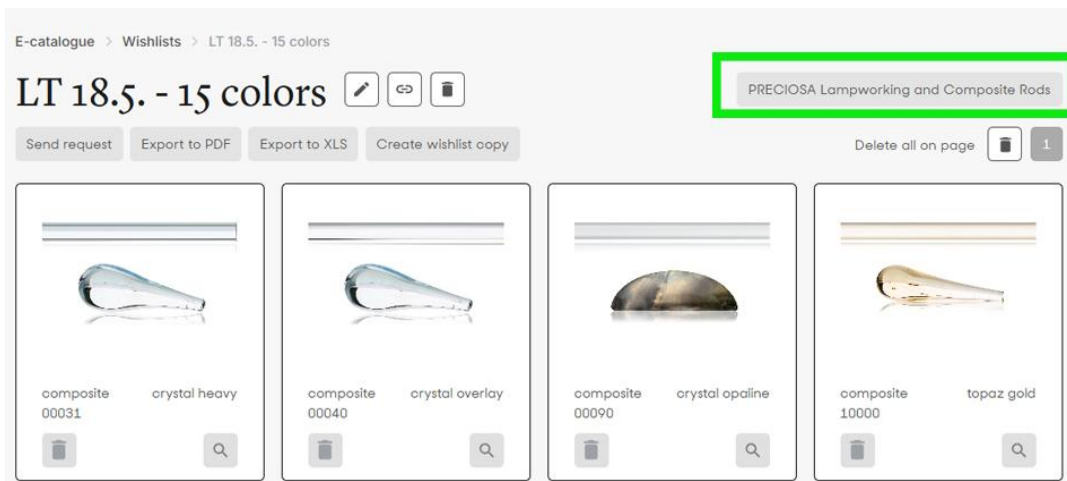 E-catalogue > Wishlists > LT 18.5. - 15 colors
LT 18.5. - 15 colors
PRECIOSA Lampworking and Composite Rods
Send request Export to PDF Export to XLS Create wishlist copy
Delete all on page 1
composite crystal heavy
00031
composite crystal overlay
00040
composite crystal opaline
00090
composite topaz gold
10000